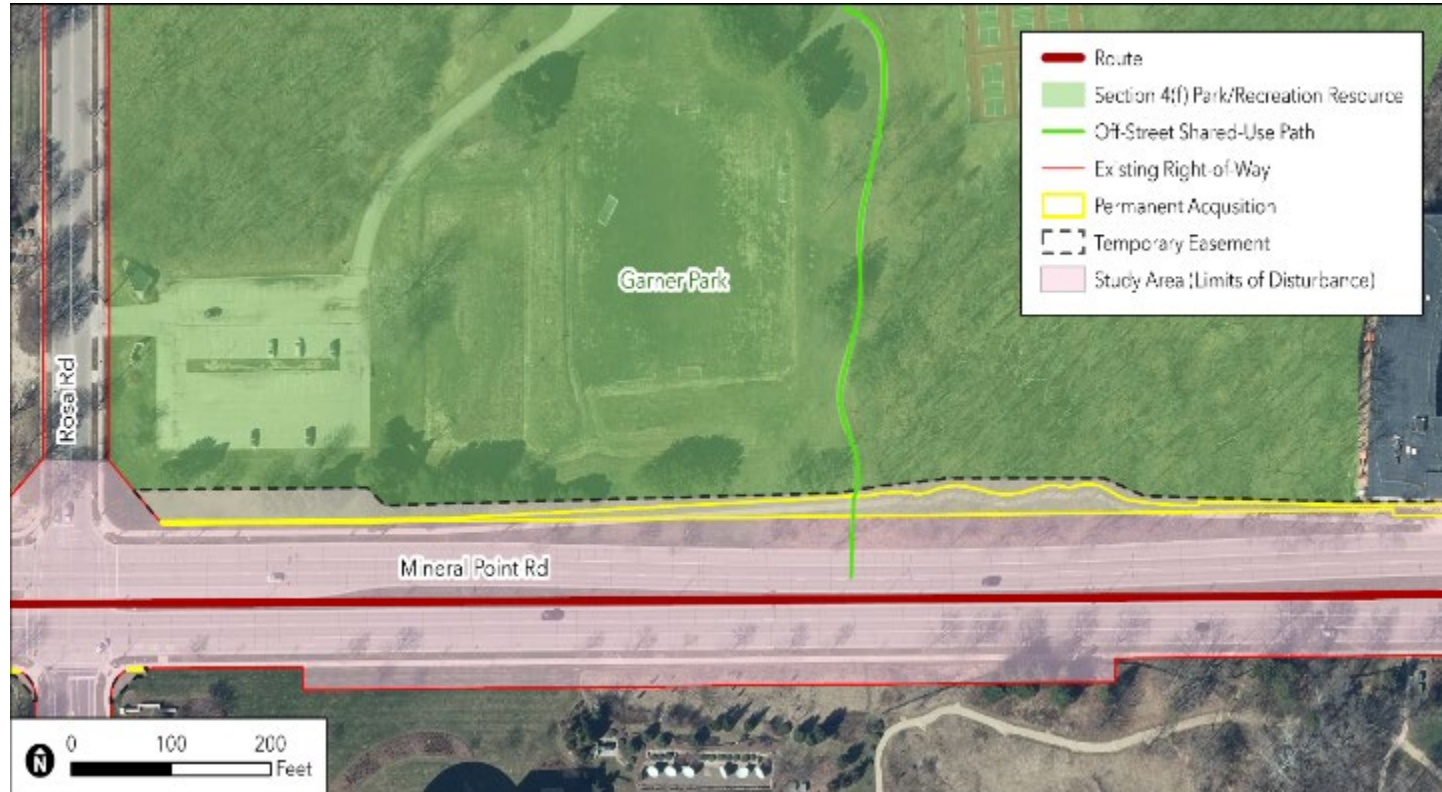 Route
Section 4(f) Park/Recreation Resource
Off-Street Shared-Use Path
Existing Right-of-Way
Permanent Acqusition
Temporary Easement
Study Area (Limits of Disturbance)
Garner Park
Rosa Rd
Mineral Point Rd
N
0 100 200
Feet